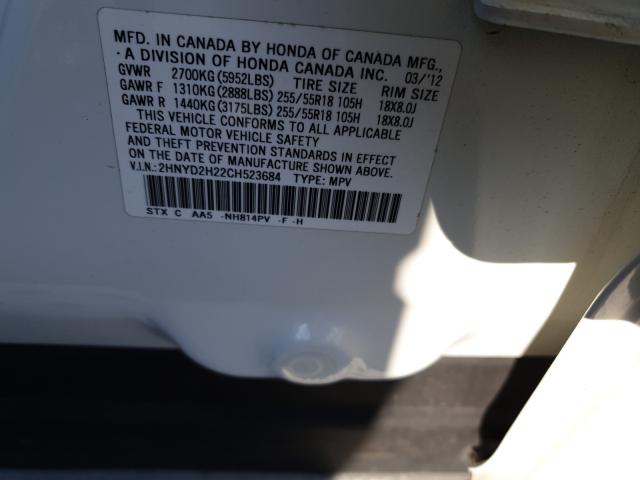 MFD. IN CANADA BY HONDA OF CANADA MFG.,
· A DIVISION OF HONDA CANADA INC. 03/'12
GVWR 2700KG (5952LBS) TIRE SIZE RIM SIZE
GAWR F 1310KG (2888LBS) 255/55R18 105H 18X8.0J
GAWR R 1440KG (3175LBS) 255/55R18 105H 18X8.0J
THIS VEHICLE CONFORMS TO ALL APPLICABLE
FEDERAL MOTOR VEHICLE SAFETY
AND THEFT PREVENTION STANDARDS IN EFFECT
ON THE DATE OF MANUFACTURE SHOWN ABOVE.
V.I.N.: 2HNYD2H22CH523684 TYPE: MPV
STX C AA5 -NH814PV -F -H